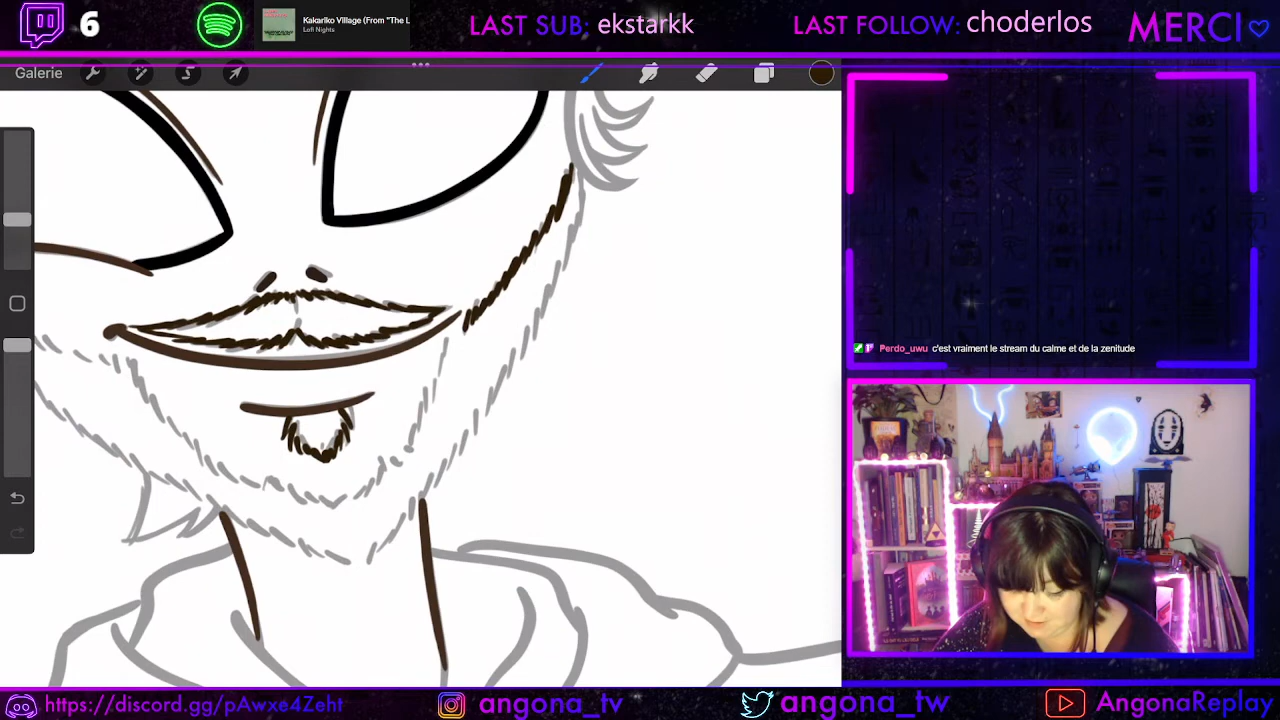 6
Kakariko Village (From "The L
Lofi Nights
LAST SUB: ekstarkk
LAST FOLLOW: choderlos
MERCI
Galerie
Perdo_uwu c'est vraiment le stream du calme et de la zenitude
https://discord.gg/pAwxe4Zeht
angona_tv
angona_tw
AngonaReplay